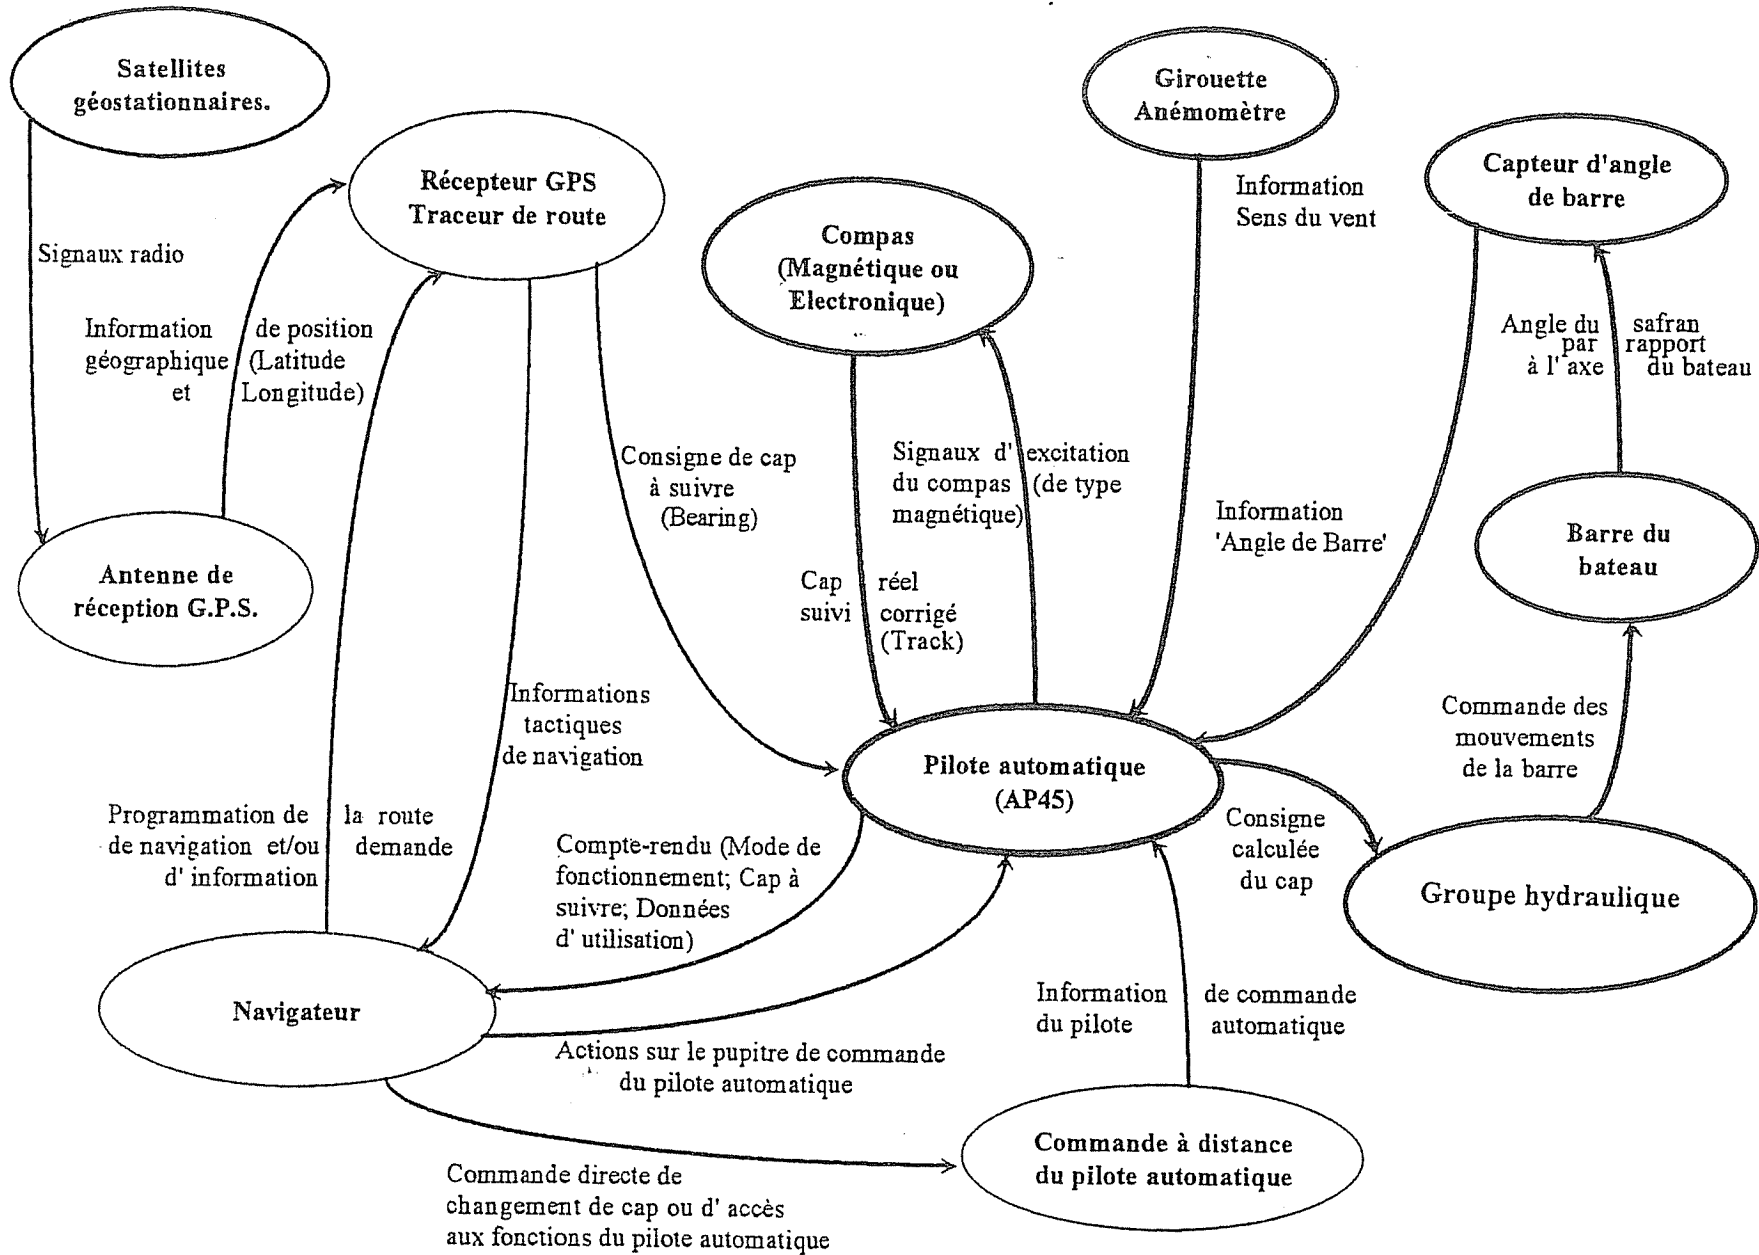 Satellites
géostationnaires.
Girouette
Anémomètre
Récepteur GPS
Traceur de route
Capteur d'angle
de barre
Compas
(Magnétique ou
Electronique)
Information
Sens du vent
Signaux radio
Information de position
géographique (Latitude
et Longitude)
Angle du safran
par rapport
à l' axe du bateau
Consigne de cap
à suivre
(Bearing)
Signaux d' excitation
du compas (de type
magnétique)
Information
'Angle de Barre'
Barre du
bateau
Antenne de
réception G.P.S.
Cap réel
suivi corrigé
(Track)
Informations
tactiques
de navigation
Commande des
mouvements
de la barre
Pilote automatique
(AP45)
Programmation de la route
de navigation et/ou demande
d' information
Compte-rendu (Mode de
fonctionnement; Cap à
suivre; Données
d' utilisation)
Consigne
calculée
du cap
Groupe hydraulique
Navigateur
Information de commande
du pilote automatique
Actions sur le pupitre de commande
du pilote automatique
Commande à distance
du pilote automatique
Commande directe de
changement de cap ou d' accès
aux fonctions du pilote automatique